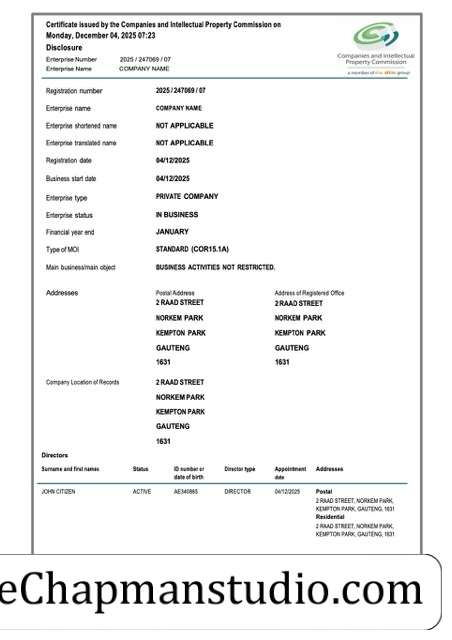 Certificate issued by the Companies and Intellectual Property Commission on
Monday, December 04, 2025 07:23
Disclosure
Enterprise Number 2025 / 247069 / 07
Enterprise Name COMPANY NAME
Companies and Intellectual
Property Commission
a member of the dtic group
Registration number 2025 / 247069 / 07
Enterprise name COMPANY NAME
Enterprise shortened name NOT APPLICABLE
Enterprise translated name NOT APPLICABLE
Registration date 04/12/2025
Business start date 04/12/2025
Enterprise type PRIVATE COMPANY
Enterprise status IN BUSINESS
Financial year end JANUARY
Type of MOI STANDARD (COR15.1A)
Main business/main object BUSINESS ACTIVITIES NOT RESTRICTED.
Addresses Postal Address Address of Registered Office
2 RAAD STREET 2 RAAD STREET
NORKEM PARK NORKEM PARK
KEMPTON PARK KEMPTON PARK
GAUTENG GAUTENG
1631 1631
Company Location of Records 2 RAAD STREET
NORKEM PARK
KEMPTON PARK
GAUTENG
1631
Directors
Surname and first names Status ID number or date of birth Director type Appointment date Addresses
JOHN CITIZEN ACTIVE AE340865 DIRECTOR 04/12/2025 Postal
2 RAAD STREET, NORKEM PARK,
KEMPTON PARK, GAUTENG, 1631
Residential
2 RAAD STREET, NORKEM PARK,
KEMPTON PARK, GAUTENG, 1631
eChapmanstudio.com